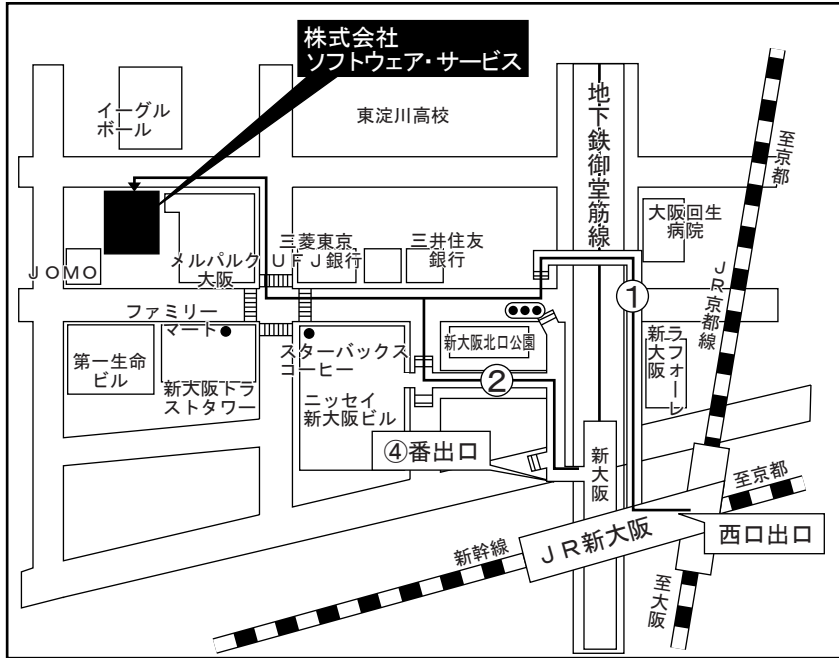 株式会社
ソフトウェア・サービス
イーグル
ボール
東淀川高校
地下鉄御堂筋線
至京都
大阪回生
病院
JR京都線
JOMO
メルパルク
大阪
三菱東京
UFJ銀行
三井住友
銀行
①
ファミリー
マート
スターバックス
コーヒー
新大阪北口公園
ラフォーレ
新大阪
第一生命
ビル
新大阪トラ
ストタワー
ニッセイ
新大阪ビル
②
④番出口
新大阪
至京都
JR新大阪
西口出口
新幹線
至大阪